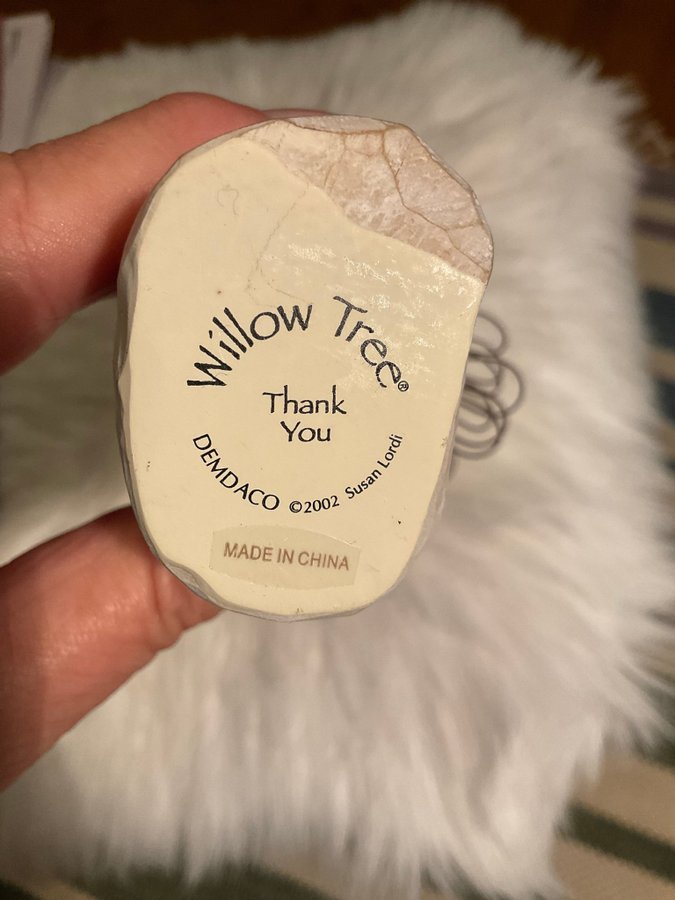 Willow Tree®
Thank
You
DEMDACO ©2002 Susan Lordi
MADE IN CHINA